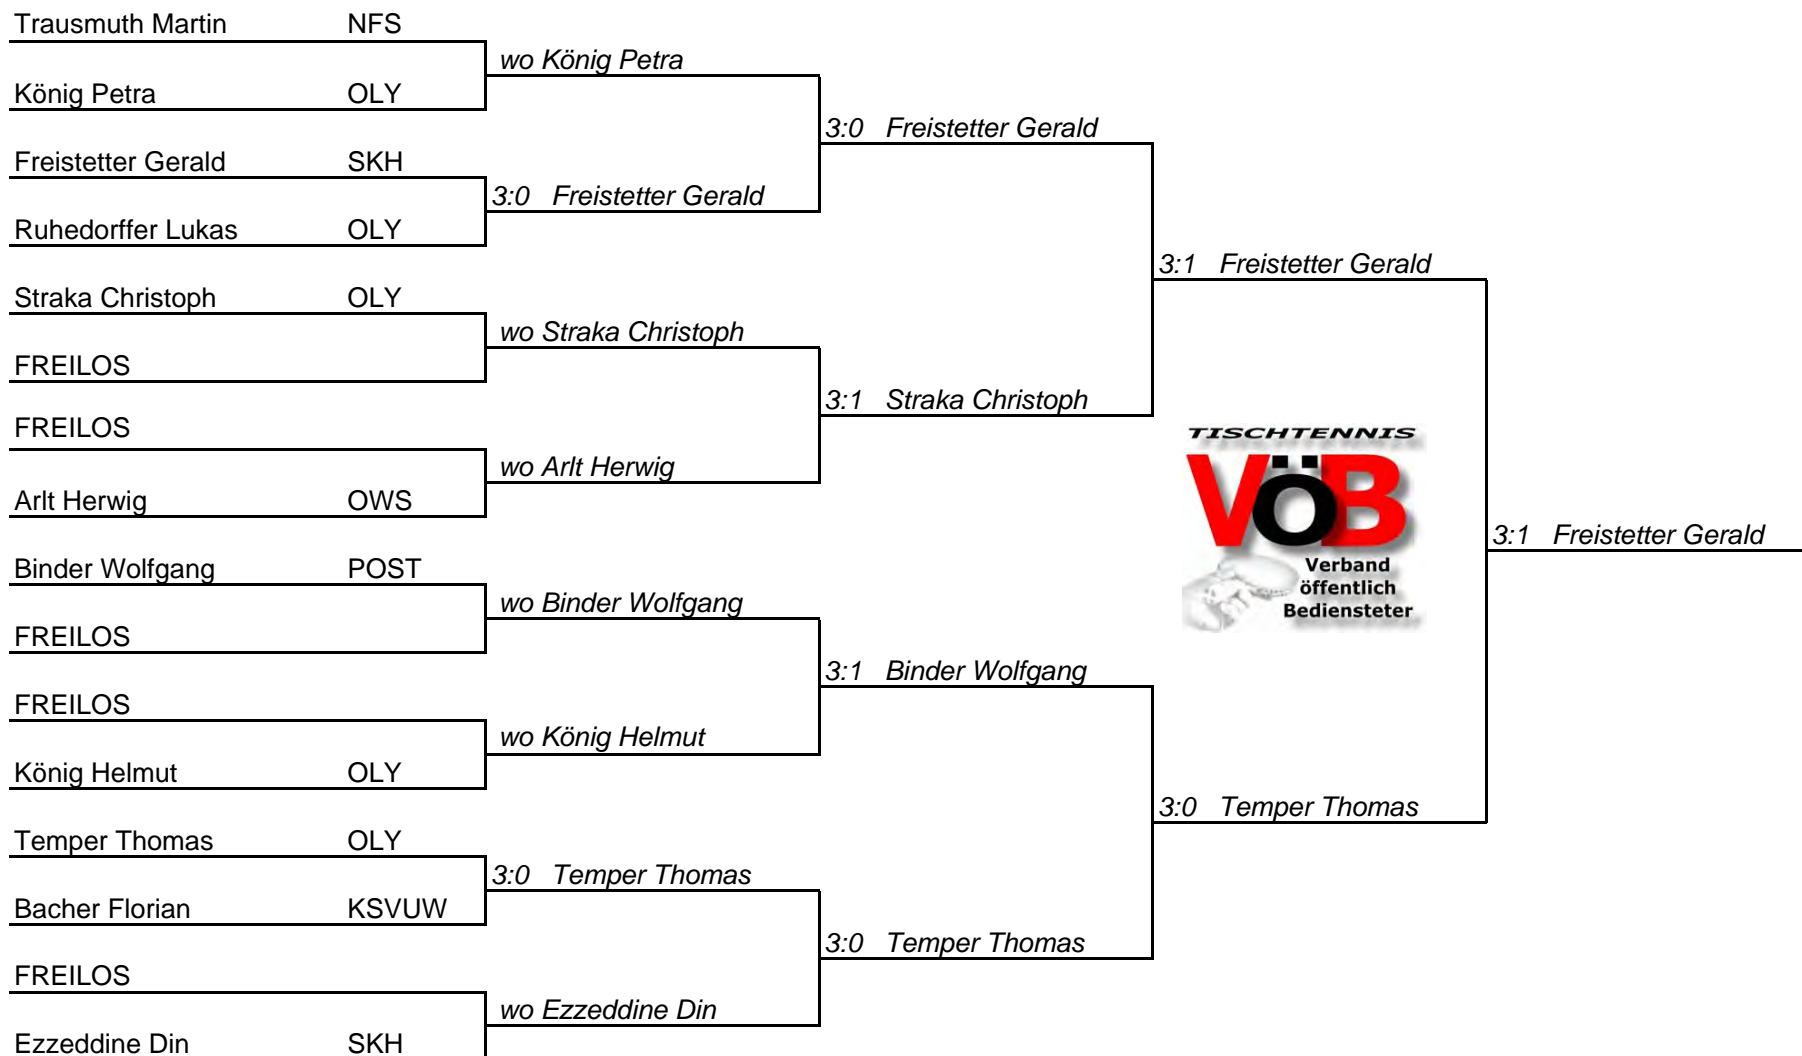 Trausmuth Martin NFS
wo König Petra
König Petra OLY
3:0 Freistetter Gerald
Freistetter Gerald SKH
3:0 Freistetter Gerald
Ruhedorffer Lukas OLY
3:1 Freistetter Gerald
Straka Christoph OLY
wo Straka Christoph
FREILOS
3:1 Straka Christoph
FREILOS
TISCHTENNIS
wo Arlt Herwig
Arlt Herwig OWS
VÖB
3:1 Freistetter Gerald
Binder Wolfgang POST
Verband
öffentlich
Bediensteter
wo Binder Wolfgang
FREILOS
3:1 Binder Wolfgang
FREILOS
wo König Helmut
König Helmut OLY
3:0 Temper Thomas
Temper Thomas OLY
3:0 Temper Thomas
Bacher Florian KSVUW
3:0 Temper Thomas
FREILOS
wo Ezzeddine Din
Ezzeddine Din SKH